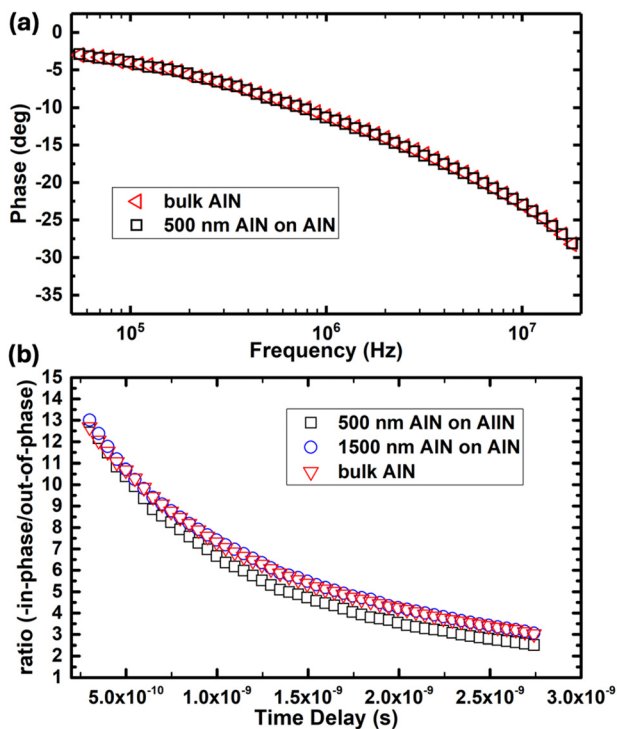 (a)
0
-5
-10
-15
-20
-25
-30
-35
Phase (deg)
bulk AlN
500 nm AlN on AlN
10^5
10^6
10^7
Frequency (Hz)
(b)
15
14
13
12
11
10
9
8
7
6
5
4
3
2
1
ratio (-in-phase/out-of-phase)
500 nm AlN on AllN
1500 nm AlN on AlN
bulk AlN
5.0x10^-10 1.0x10^-9 1.5x10^-9 2.0x10^-9 2.5x10^-9 3.0x10^-9
Time Delay (s)